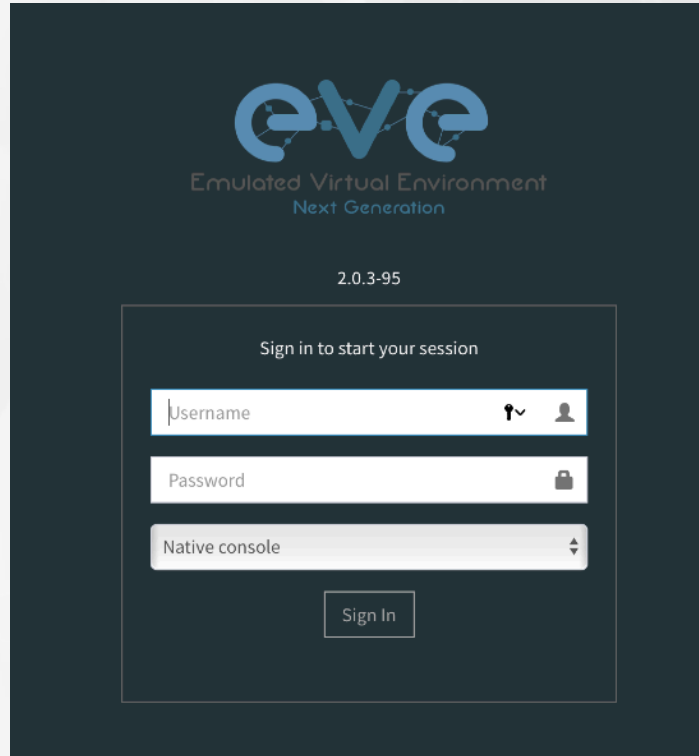 eve
Emulated Virtual Environment
Next Generation
2.0.3-95
Sign in to start your session
Username
Password
Native console
Sign In